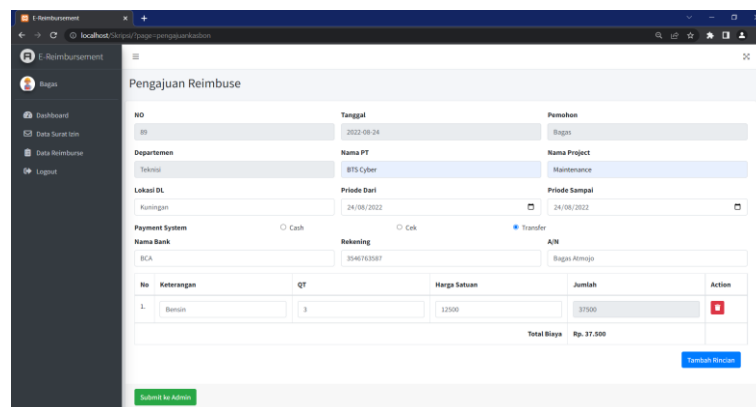 E-Reimbursement
localhost/Skripsi/?page=pengajuankasbon
E-Reimbursement
Bagas
Dashboard
Data Surat Izin
Data Reimburse
Logout
Pengajuan Reimbuse
NO Tanggal Pemohon
89 2022-08-24 Bagas
Departemen Nama PT Nama Project
Teknisi BTS Cyber Maintenance
Lokasi DL Priode Dari Priode Sampai
Kuningan 24/08/2022 24/08/2022
Payment System Cash Cek Transfer
Nama Bank Rekening A/N
BCA 3546763587 Bagas Atmojo
No Keterangan QT Harga Satuan Jumlah Action
1. Bensin 3 12500 37500
Total Biaya Rp. 37.500
Tambah Rincian
Submit ke Admin